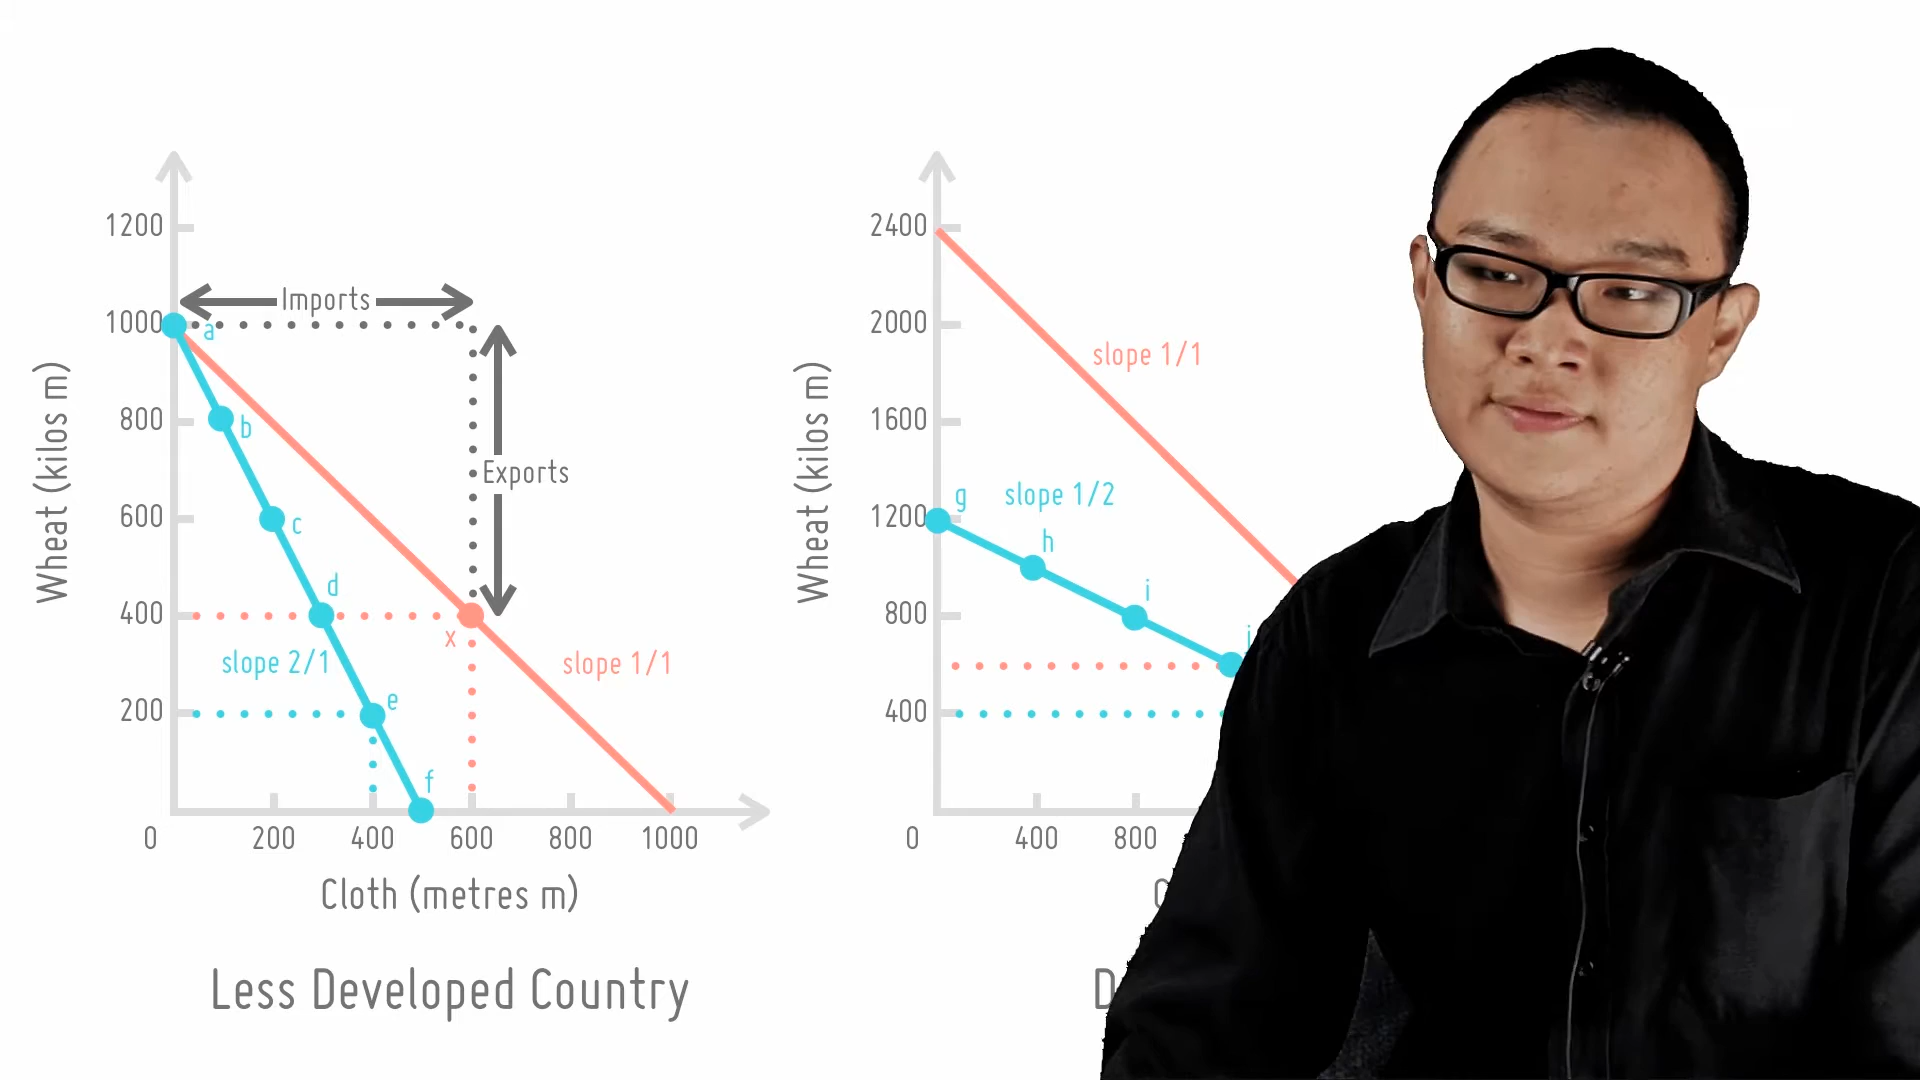 1200
Imports
1000
a
800
b
Exports
600
c
d
400
x
slope 2/1
slope 1/1
e
200
f
0
200
400
600
800
1000
Wheat (kilos m)
Cloth (metres m)
Less Developed Country
2400
2000
slope 1/1
1600
g
slope 1/2
1200
h
i
800
400
0
400
800
Wheat (kilos m)